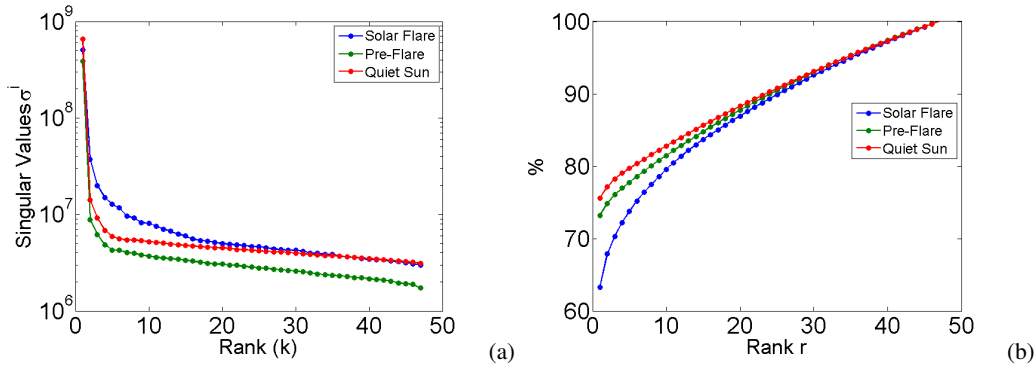 10^9
10^8
10^7
10^6
Singular Values σ^i
0 10 20 30 40 50
Rank (k)
Solar Flare
Pre-Flare
Quiet Sun
(a)
100
90
80
70
60
%
0 10 20 30 40 50
Rank r
Solar Flare
Pre-Flare
Quiet Sun
(b)